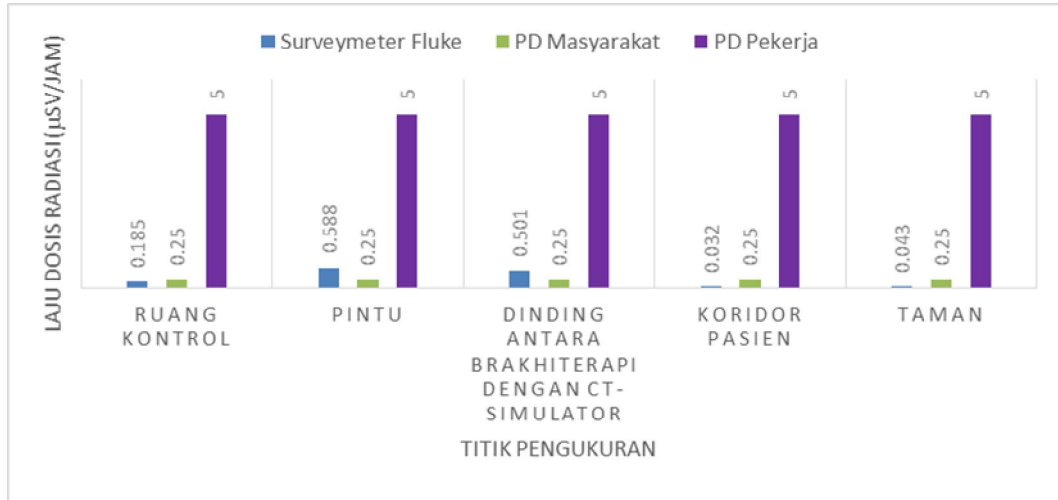 LAJU DOSIS RADIASI (µSV/JAM)
Surveymeter Fluke PD Masyarakat PD Pekerja
0.185 0.25 5
0.588 0.25 5
0.501 0.25 5
0.032 0.25 5
0.043 0.25 5
RUANG
KONTROL
PINTU
DINDING
ANTARA
BRAKHITERAPI
DENGAN CT-
SIMULATOR
KORIDOR
PASIEN
TAMAN
TITIK PENGUKURAN